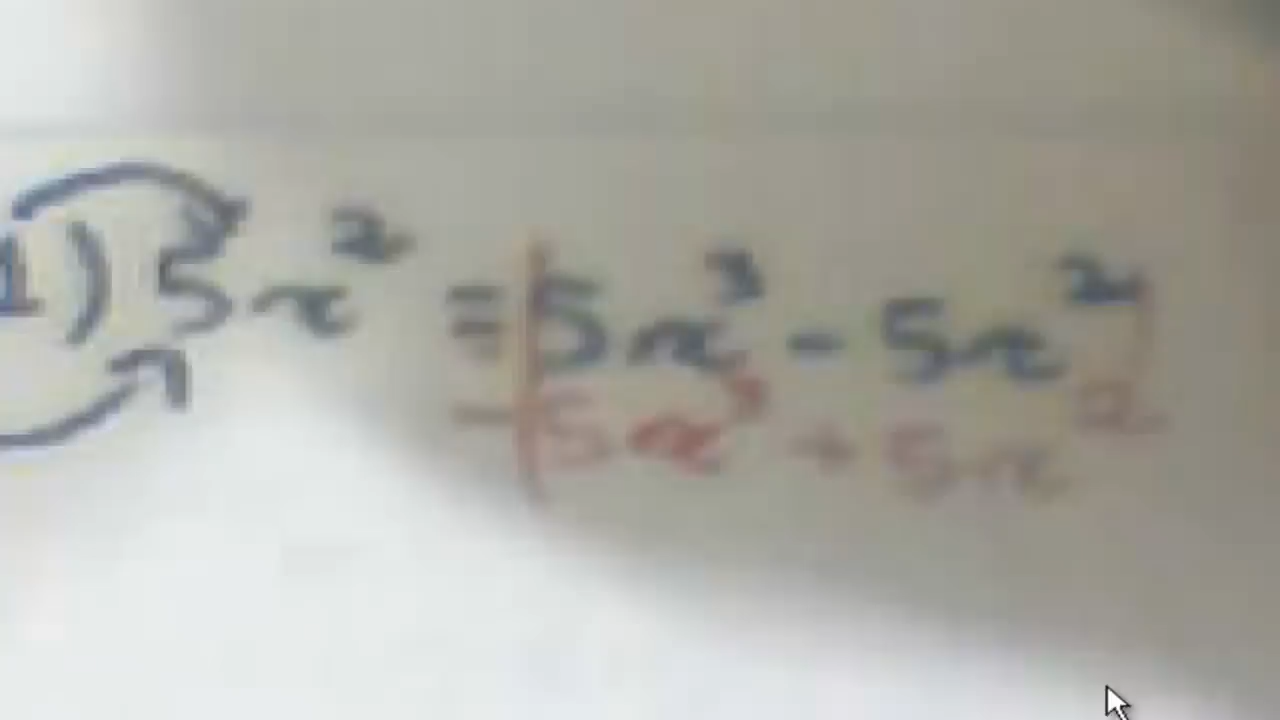 1) 5x² = 5x³ - 5x²
- 5x³ + 5x²